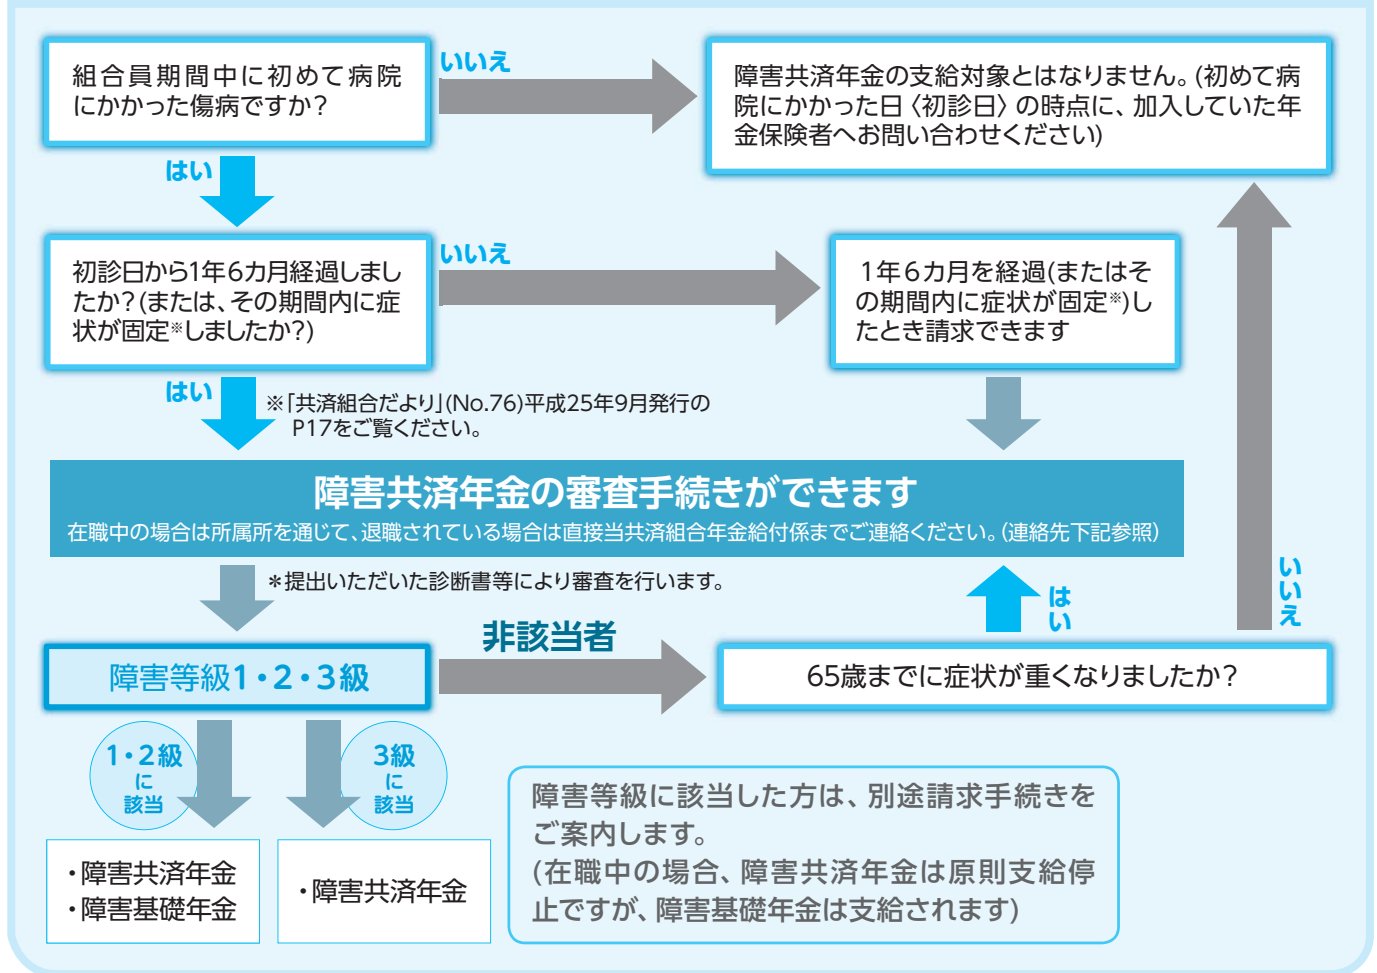 組合員期間中に初めて病院
にかかった傷病ですか？
いいえ
障害共済年金の支給対象とはなりません。(初めて病
院にかかった日〈初診日〉の時点に、加入していた年
金保険者へお問い合わせください)
はい
初診日から1年6カ月経過しまし
たか？(または、その期間内に症
状が固定※しましたか？)
いいえ
1年6カ月を経過(またはそ
の期間内に症状が固定※)し
たとき請求できます
はい
※「共済組合だより」(No.76)平成25年9月発行の
P17をご覧ください。
障害共済年金の審査手続きができます
在職中の場合は所属所を通じて、退職されている場合は直接当共済組合年金給付係までご連絡ください。(連絡先下記参照)
＊提出いただいた診断書等により審査を行います。
はい
いいえ
障害等級1・2・3級
非該当者
65歳までに症状が重くなりましたか？
1・2級
に
該当
3級
に
該当
・障害共済年金
・障害基礎年金
・障害共済年金
障害等級に該当した方は、別途請求手続きを
ご案内します。
(在職中の場合、障害共済年金は原則支給停
止ですが、障害基礎年金は支給されます)